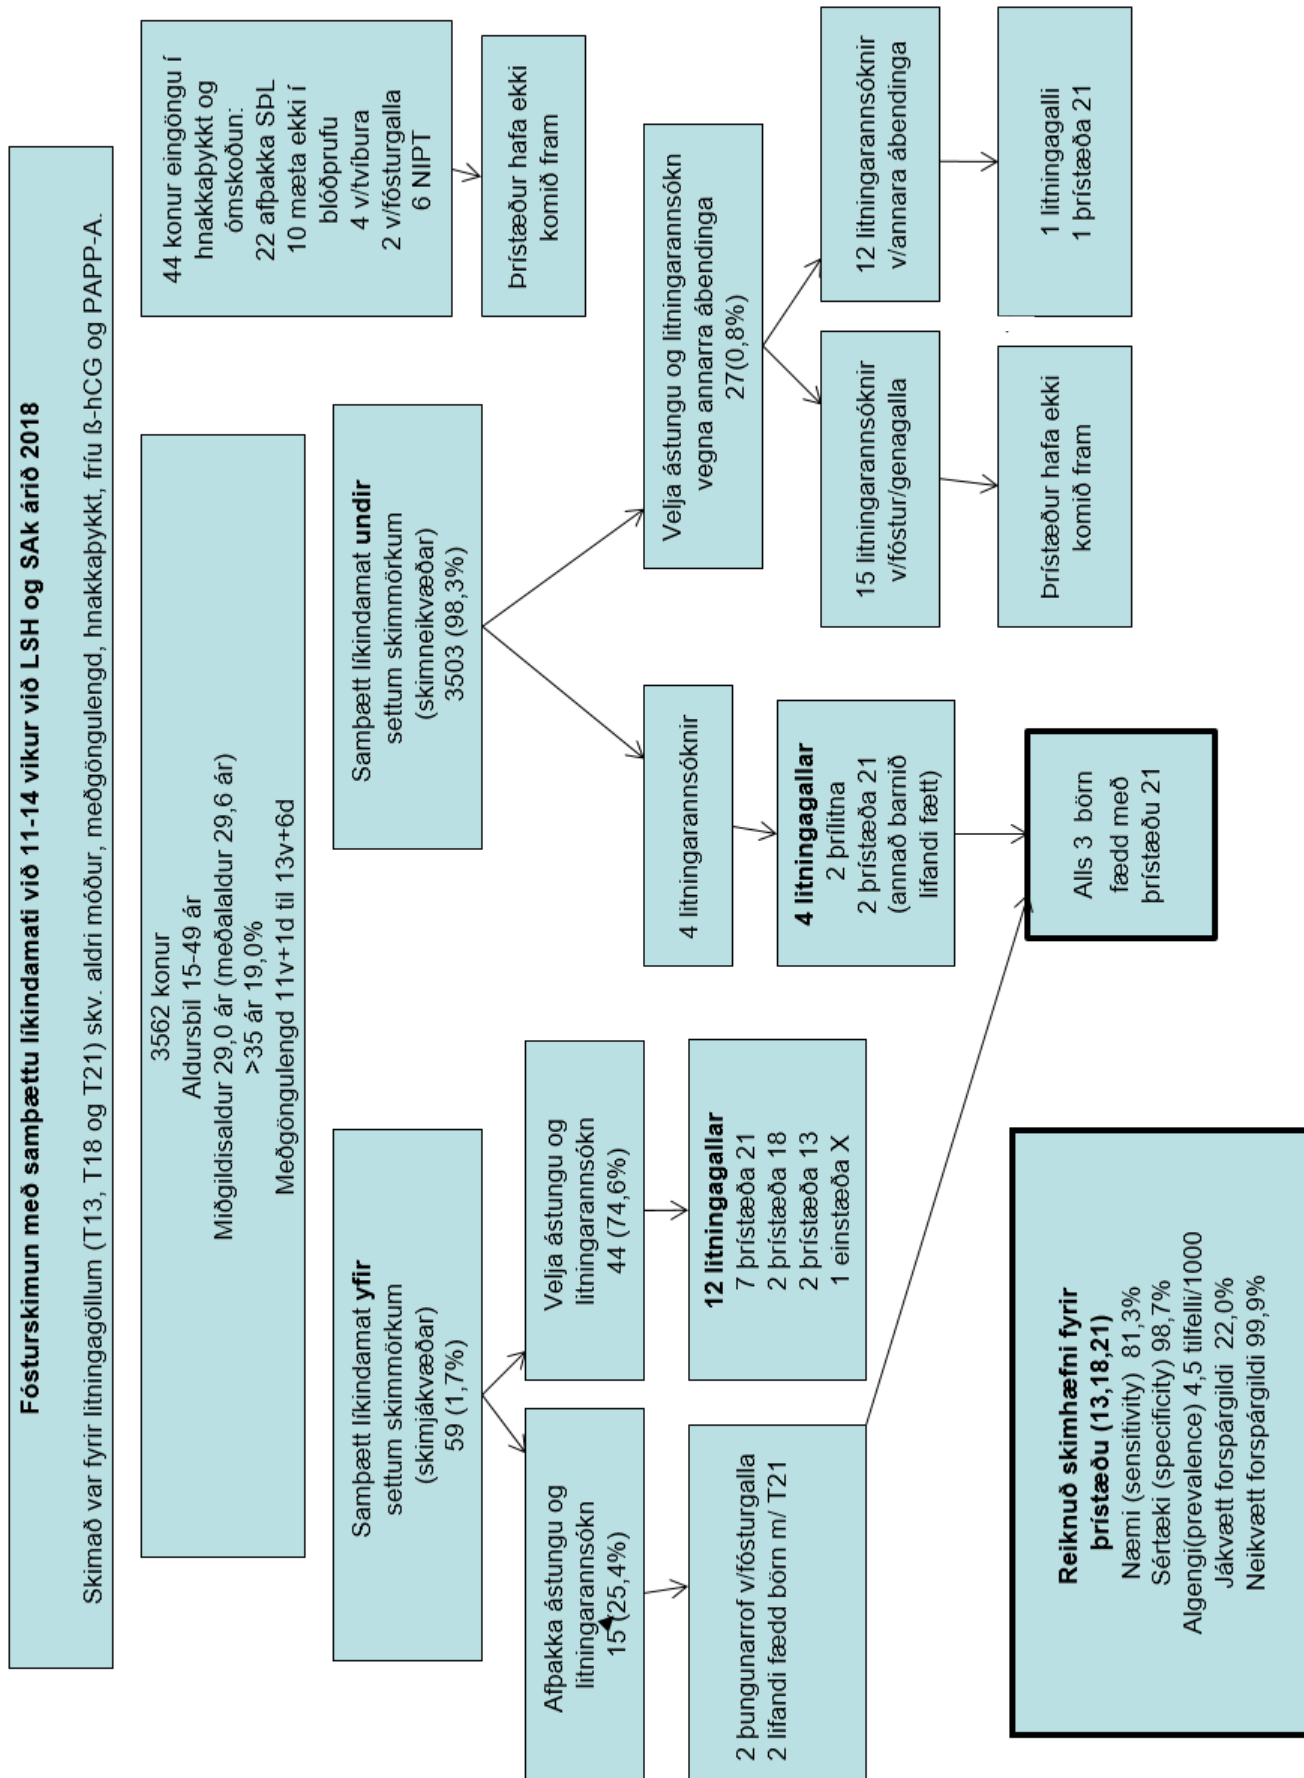 Fósturskimun með samþættu líkindamati við 11-14 vikur við LSH og SAk árið 2018
Skimað var fyrir litningagöllum (T13, T18 og T21) skv. aldri móður, meðgöngulengd, hnakkaþykkt, fríu ß-hCG og PAPP-A.
3562 konur
Aldursbil 15-49 ár
Miðgildisaldur 29,0 ár (meðalaldur 29,6 ár)
>35 ár 19,0%
Meðgöngulengd 11v+1d til 13v+6d
44 konur eingöngu í
hnakkaþykkt og
ómskoðun:
22 afþakka SÞL
10 mæta ekki í
blóðprufu
4 v/tvíbura
2 v/fósturgalla
6 NIPT
Þrístæður hafa ekki
komið fram
Samþætt líkindamat yfir
settum skimmörkum
(skimjákvæðar)
59 (1,7%)
Samþætt líkindamat undir
settum skimmörkum
(skimneikvæðar)
3503 (98,3%)
Afþakka ástungu og
litningarannsókn
15 (25,4%)
Velja ástungu og
litningarannsókn
44 (74,6%)
4 litningarannsóknir
Velja ástungu og litningarannsókn
vegna annarra ábendinga
27(0,8%)
2 þungunarrof v/fósturgalla
2 lifandi fædd börn m/ T21
12 litningagallar
7 þrístæða 21
2 þrístæða 18
2 þrístæða 13
1 einstæða X
4 litningagallar
2 þrílitna
2 þrístæða 21
(annað barnið
lifandi fætt)
15 litningarannsóknir
v/fóstur/genagalla
12 litningarannsóknir
v/annara ábendinga
Þrístæður hafa ekki
komið fram
1 litningagalli
1 þrístæða 21
Reiknuð skimhæfni fyrir
þrístæðu (13,18,21)
Næmi (sensitivity) 81,3%
Sértæki (specificity) 98,7%
Algengi(prevalence) 4,5 tilfelli/1000
Jákvætt forspárgildi 22,0%
Neikvætt forspárgildi 99,9%
Alls 3 börn
fædd með
þrístæðu 21